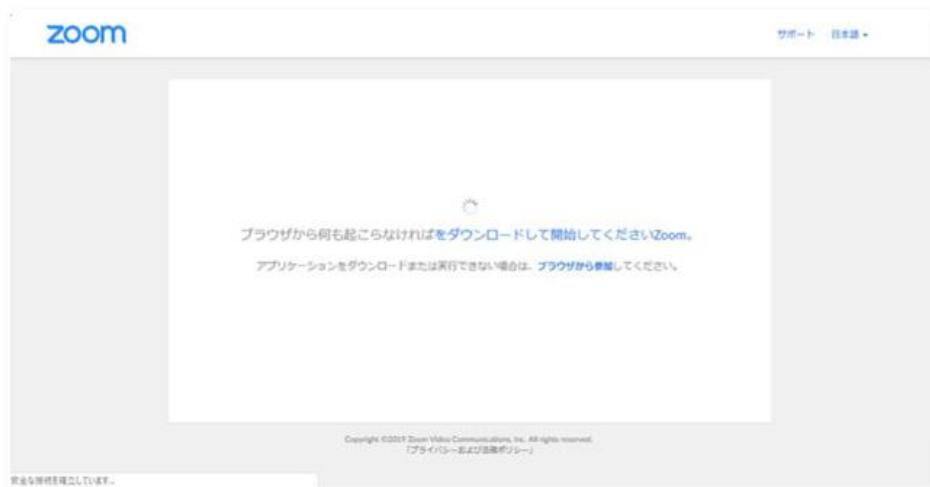 zoom
サポート 日本語
ブラウザから何も起こらなければをダウンロードして開始してくださいZoom。
アプリケーションをダウンロードまたは実行できない場合は、ブラウザから参加してください。
Copyright ©2019 Zoom Video Communications, Inc. All rights reserved.
「プライバシーおよび法務ポリシー」
安全な接続を確立しています...